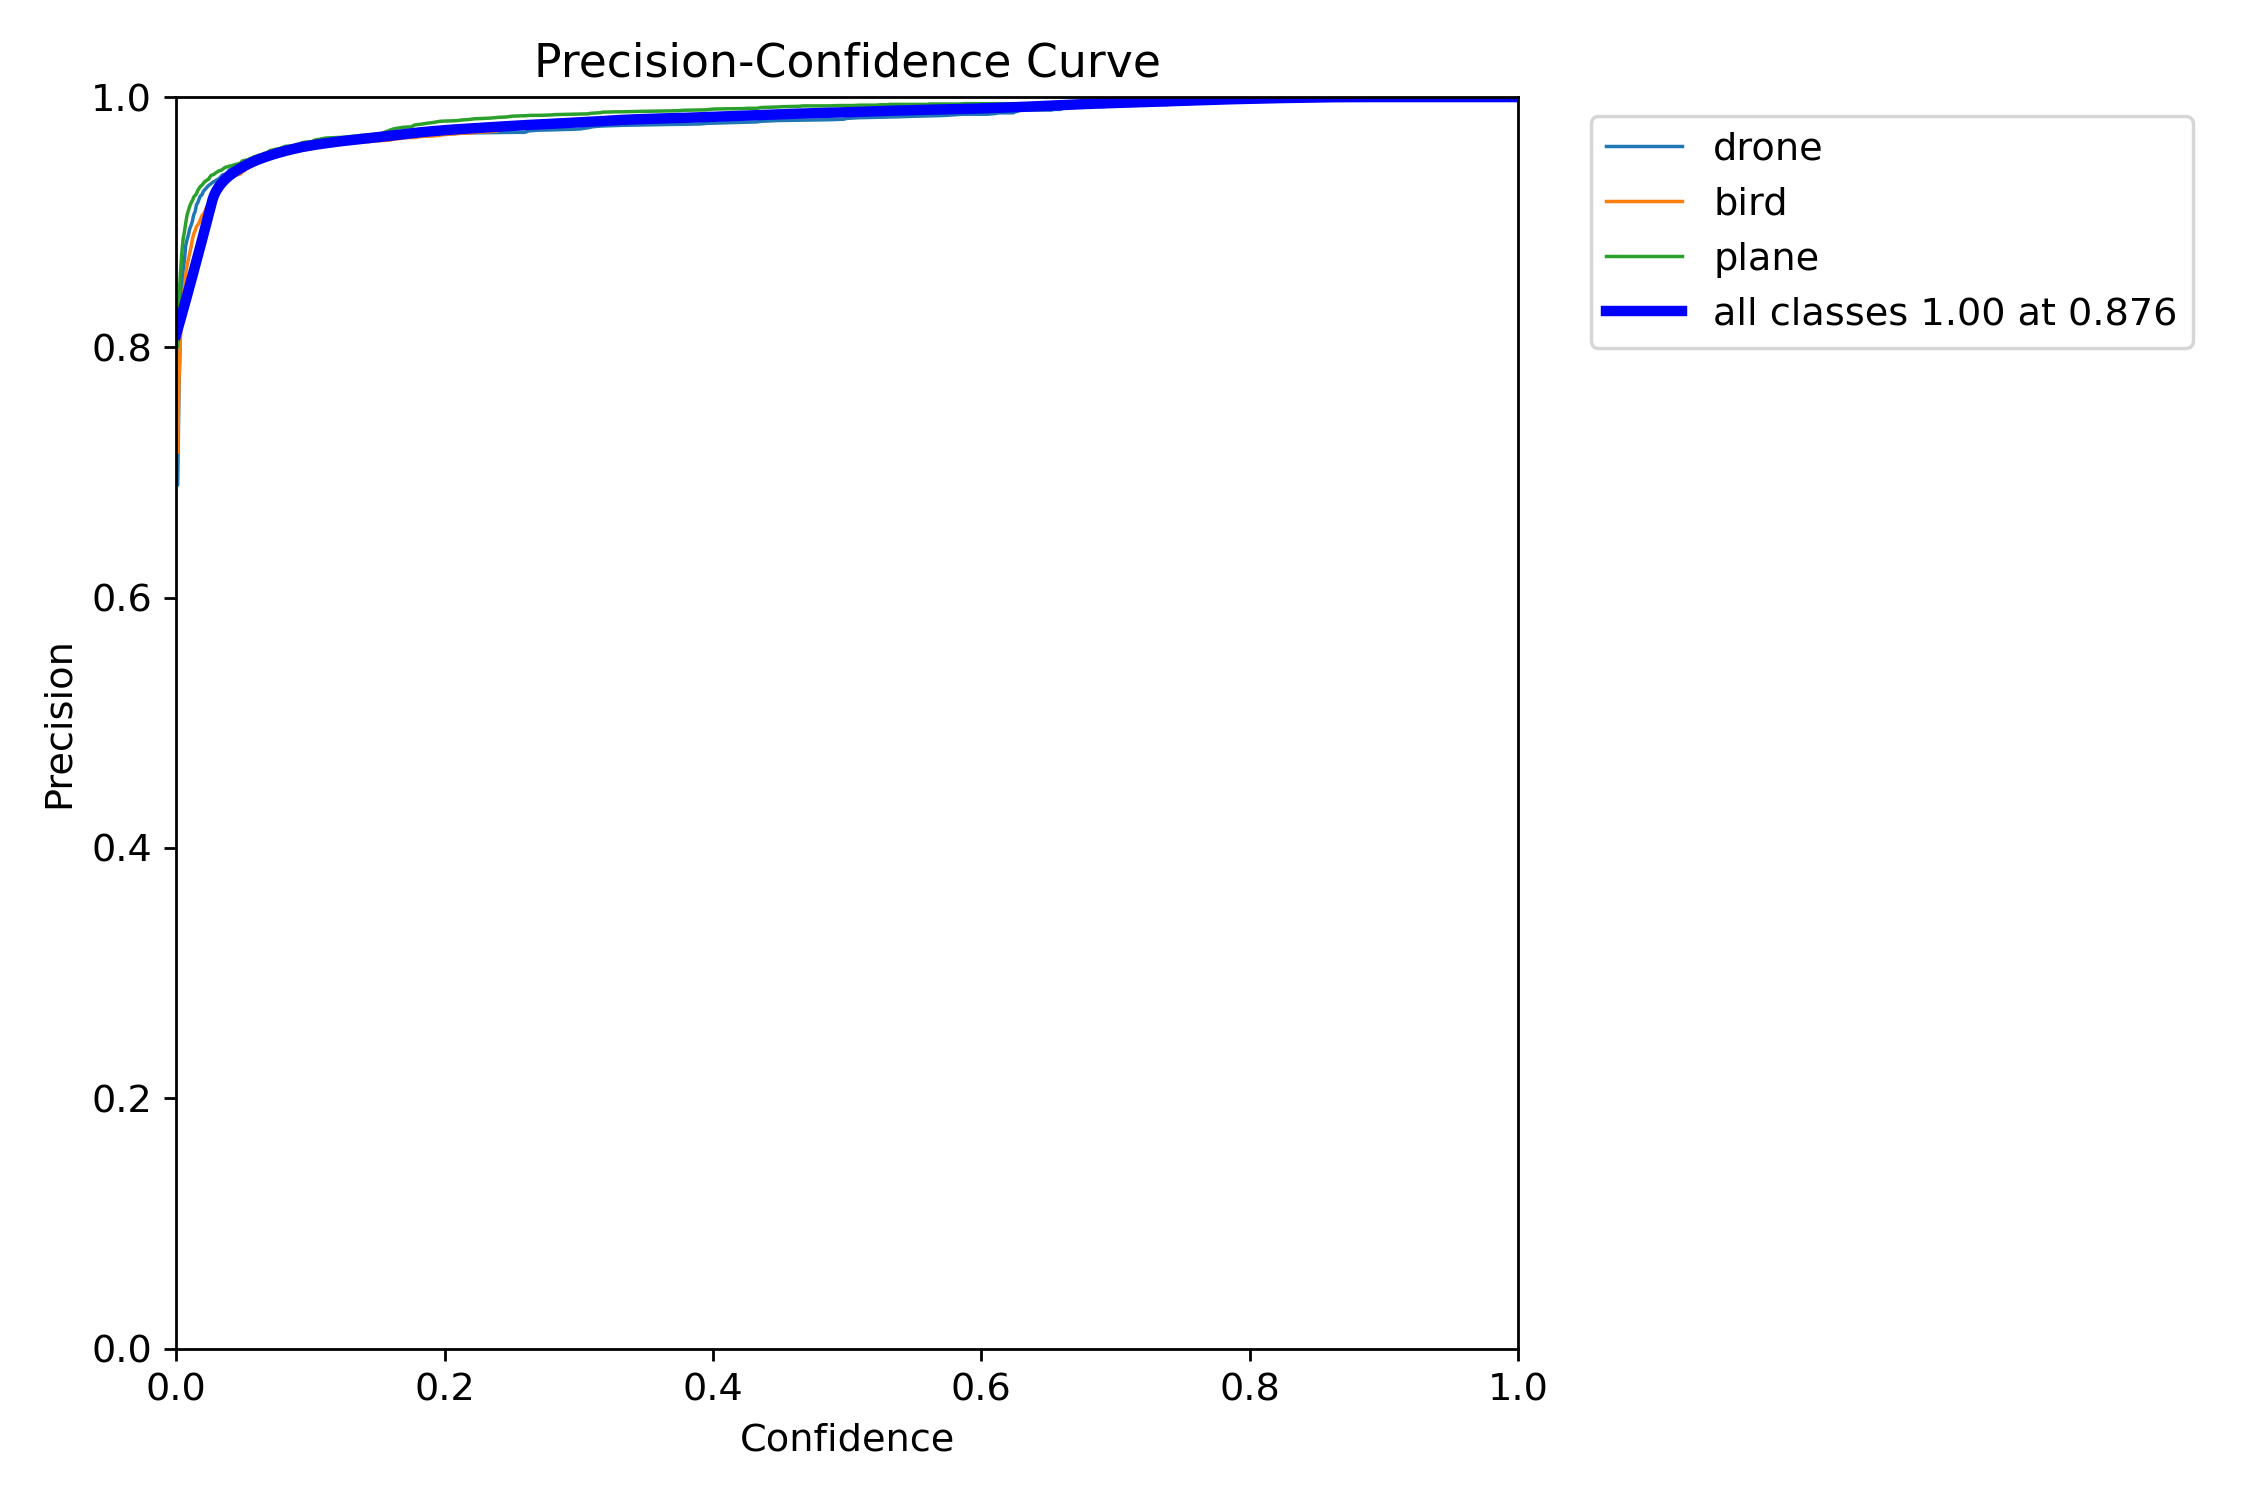 Precision-Confidence Curve
1.0
0.8
0.6
0.4
0.2
0.0
Precision
0.0 0.2 0.4 0.6 0.8 1.0
Confidence
drone
bird
plane
all classes 1.00 at 0.876